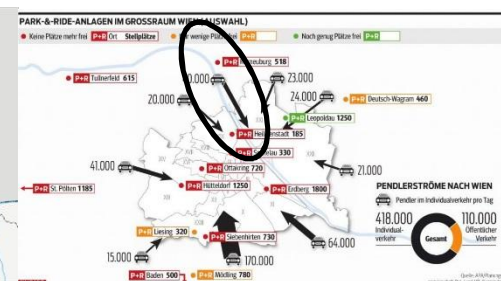 PARK-&-RIDE-ANLAGEN IM GROSSRAUM WIEN (AUSWAHL)
Keine Plätze mehr frei P+R Ort Stellplätze
wenige Plätze frei P+R
Noch genug Plätze frei P+R
P+R 518
P+R Tullnerfeld 615
23.000
20.000
24.000
P+R Deutsch-Wagram 460
P+R Leopoldau 1250
P+R 185
330
P+R Ottakring 720
41.000
21.000
P+R St. Pölten 1185
P+R Hütteldorf 1250
P+R Erdberg 1800
PENDLERSTRÖME NACH WIEN
Pendler im Individualverkehr pro Tag
418.000
Individual-
verkehr
Gesamt
110.000
Öffentlicher
Verkehr
P+R Liesing 320
P+R Siebenhirten 730
64.000
15.000
170.000
P+R Baden 500
P+R Mödling 780